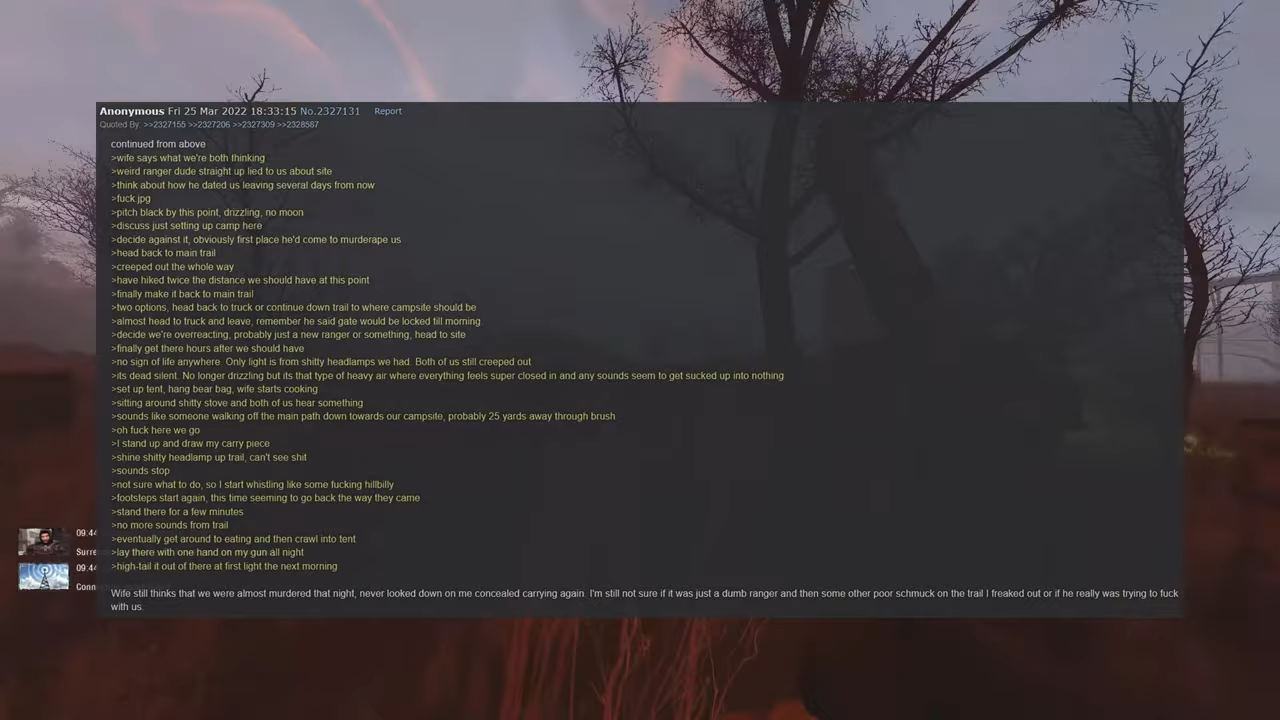 Anonymous Fri 25 Mar 2022 18:33:15 No.2327131 Report
Quoted By: >>2327155 >>2327206 >>2327309 >>2328587
continued from above
>wife says what we're both thinking
>weird ranger dude straight up lied to us about site
>think about how he dated us leaving several days from now
>fuck.jpg
>pitch black by this point, drizzling, no moon
>discuss just setting up camp here
>decide against it, obviously first place he'd come to murderape us
>head back to main trail
>creeped out the whole way
>have hiked twice the distance we should have at this point
>finally make it back to main trail
>two options, head back to truck or continue down trail to where campsite should be
>almost head to truck and leave, remember he said gate would be locked till morning.
>decide we're overreacting, probably just a new ranger or something, head to site
>finally get there hours after we should have
>no sign of life anywhere. Only light is from shitty headlamps we had. Both of us still creeped out
>its dead silent. No longer drizzling but its that type of heavy air where everything feels super closed in and any sounds seem to get sucked up into nothing
>set up tent, hang bear bag, wife starts cooking
>sitting around shitty stove and both of us hear something
>sounds like someone walking off the main path down towards our campsite, probably 25 yards away through brush
>oh fuck here we go
>I stand up and draw my carry piece
>shine shitty headlamp up trail, can't see shit
>sounds stop
>not sure what to do, so I start whistling like some fucking hillbilly
>footsteps start again, this time seeming to go back the way they came
>stand there for a few minutes
>no more sounds from trail
>eventually get around to eating and then crawl into tent
>lay there with one hand on my gun all night
>high-tail it out of there at first light the next morning
Wife still thinks that we were almost murdered that night, never looked down on me concealed carrying again. I'm still not sure if it was just a dumb ranger and then some other poor schmuck on the trail I freaked out or if he really was trying to fuck
with us.
09:44
09:44